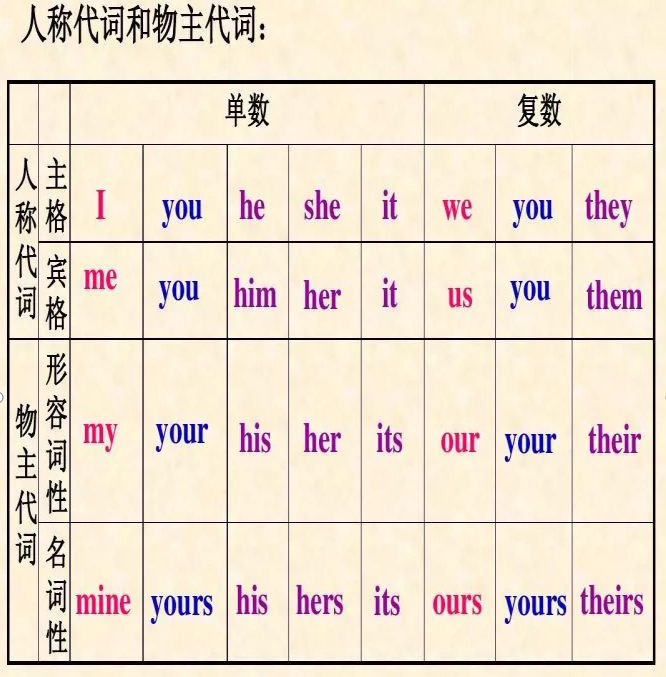 人称代词和物主代词:
单数 复数
人称代词 主格 I you he she it we you they
宾格 me you him her it us you them
物主代词 形容词性 my your his her its our your their
名词性 mine yours his hers its ours yours theirs